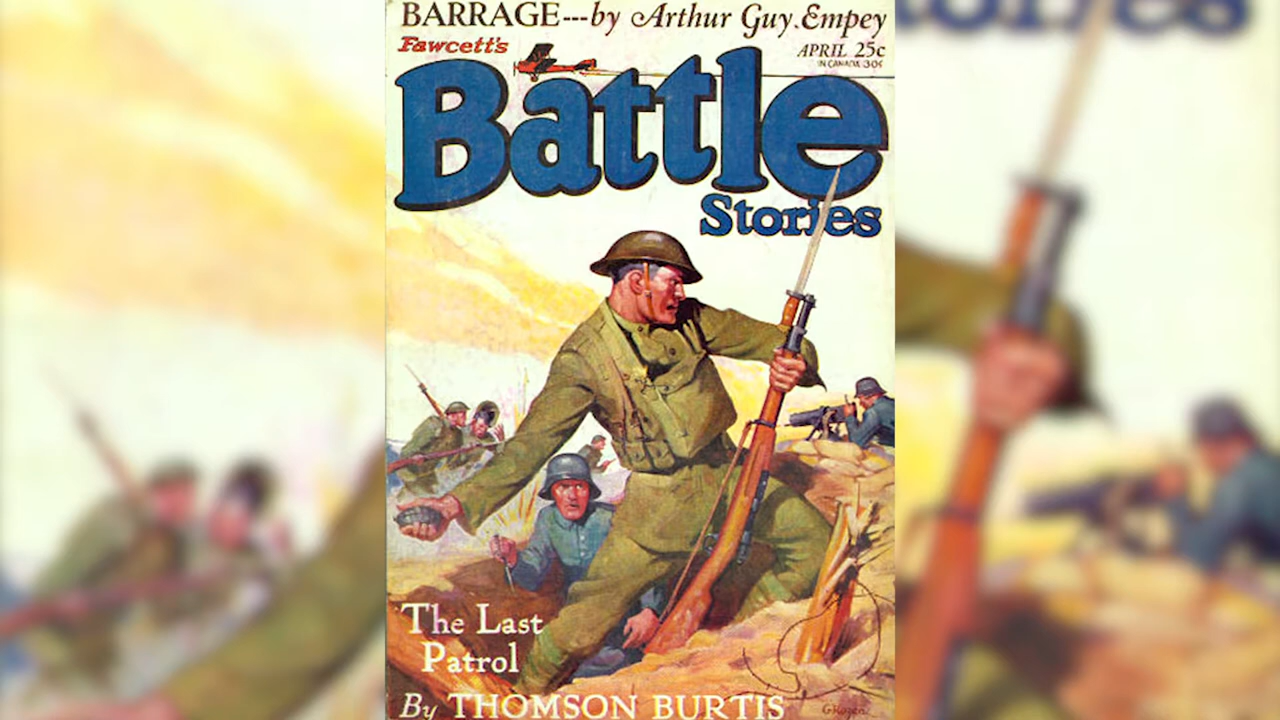 BARRAGE---by Arthur Guy Empey
Fawcett's
APRIL 25c
IN CANADA 30c
Battle
Stories
The Last
Patrol
By THOMSON BURTIS